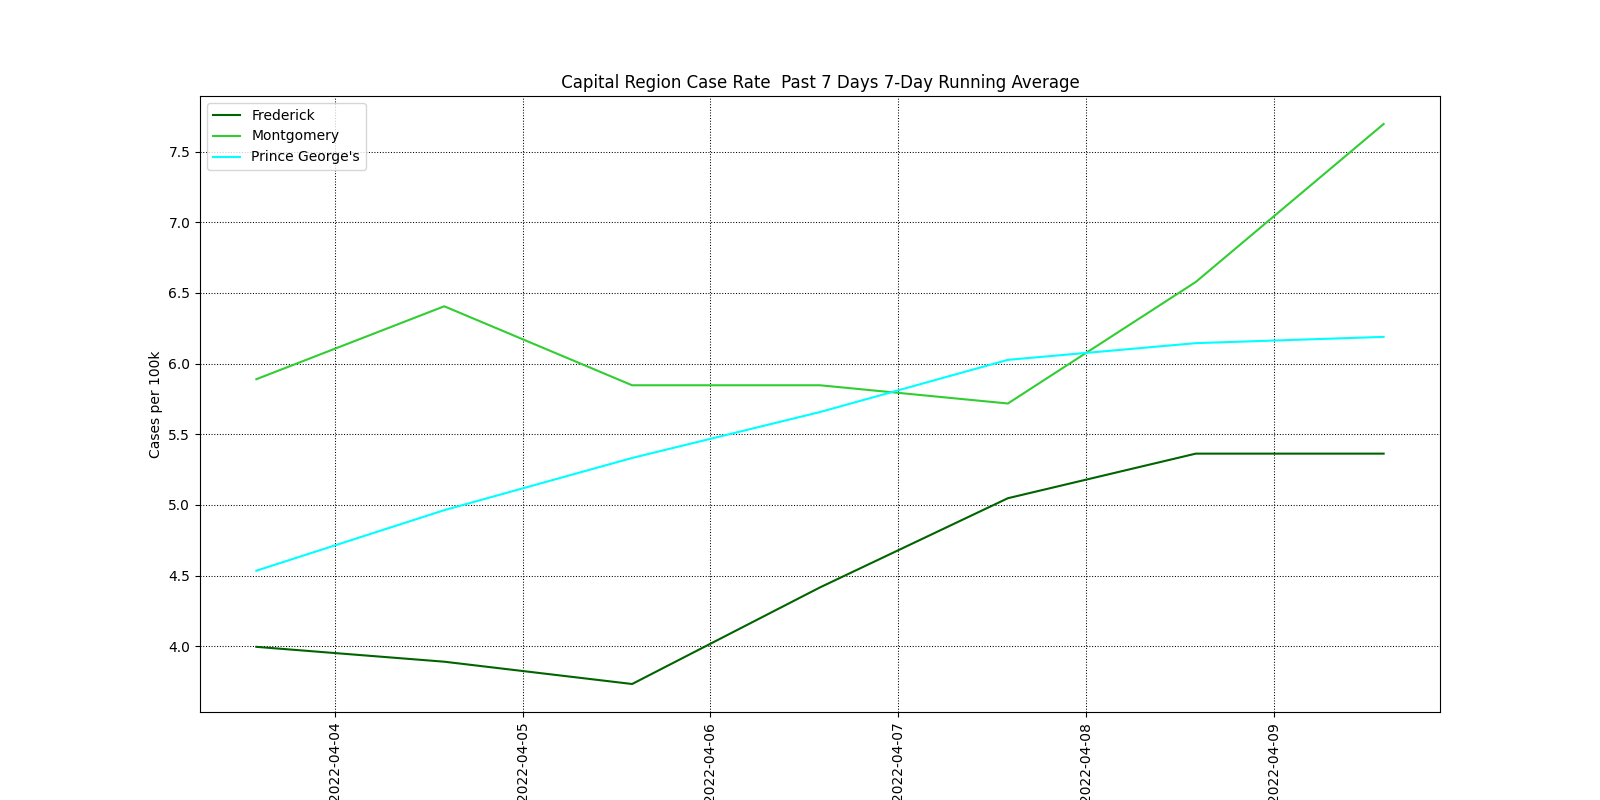 Capital Region Case Rate  Past 7 Days 7-Day Running Average
Frederick
Montgomery
Prince George's
7.5
7.0
6.5
6.0
5.5
5.0
4.5
4.0
Cases per 100k
2022-04-04
2022-04-05
2022-04-06
2022-04-07
2022-04-08
2022-04-09